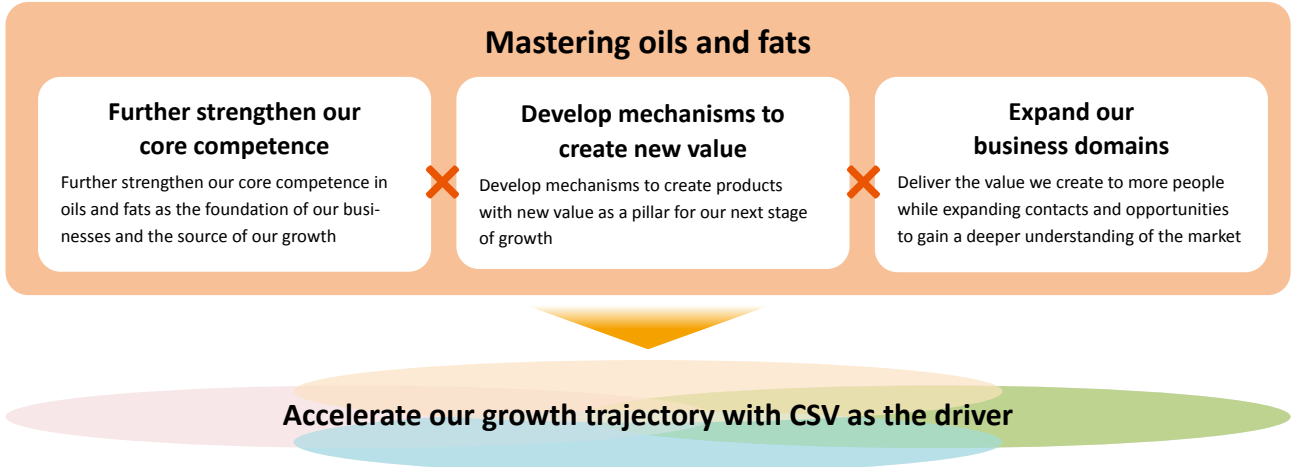 Mastering oils and fats
Further strengthen our
core competence
Further strengthen our core competence in
oils and fats as the foundation of our busi-
nesses and the source of our growth
Develop mechanisms to
create new value
Develop mechanisms to create products
with new value as a pillar for our next stage
of growth
Expand our
business domains
Deliver the value we create to more people
while expanding contacts and opportunities
to gain a deeper understanding of the market
Accelerate our growth trajectory with CSV as the driver